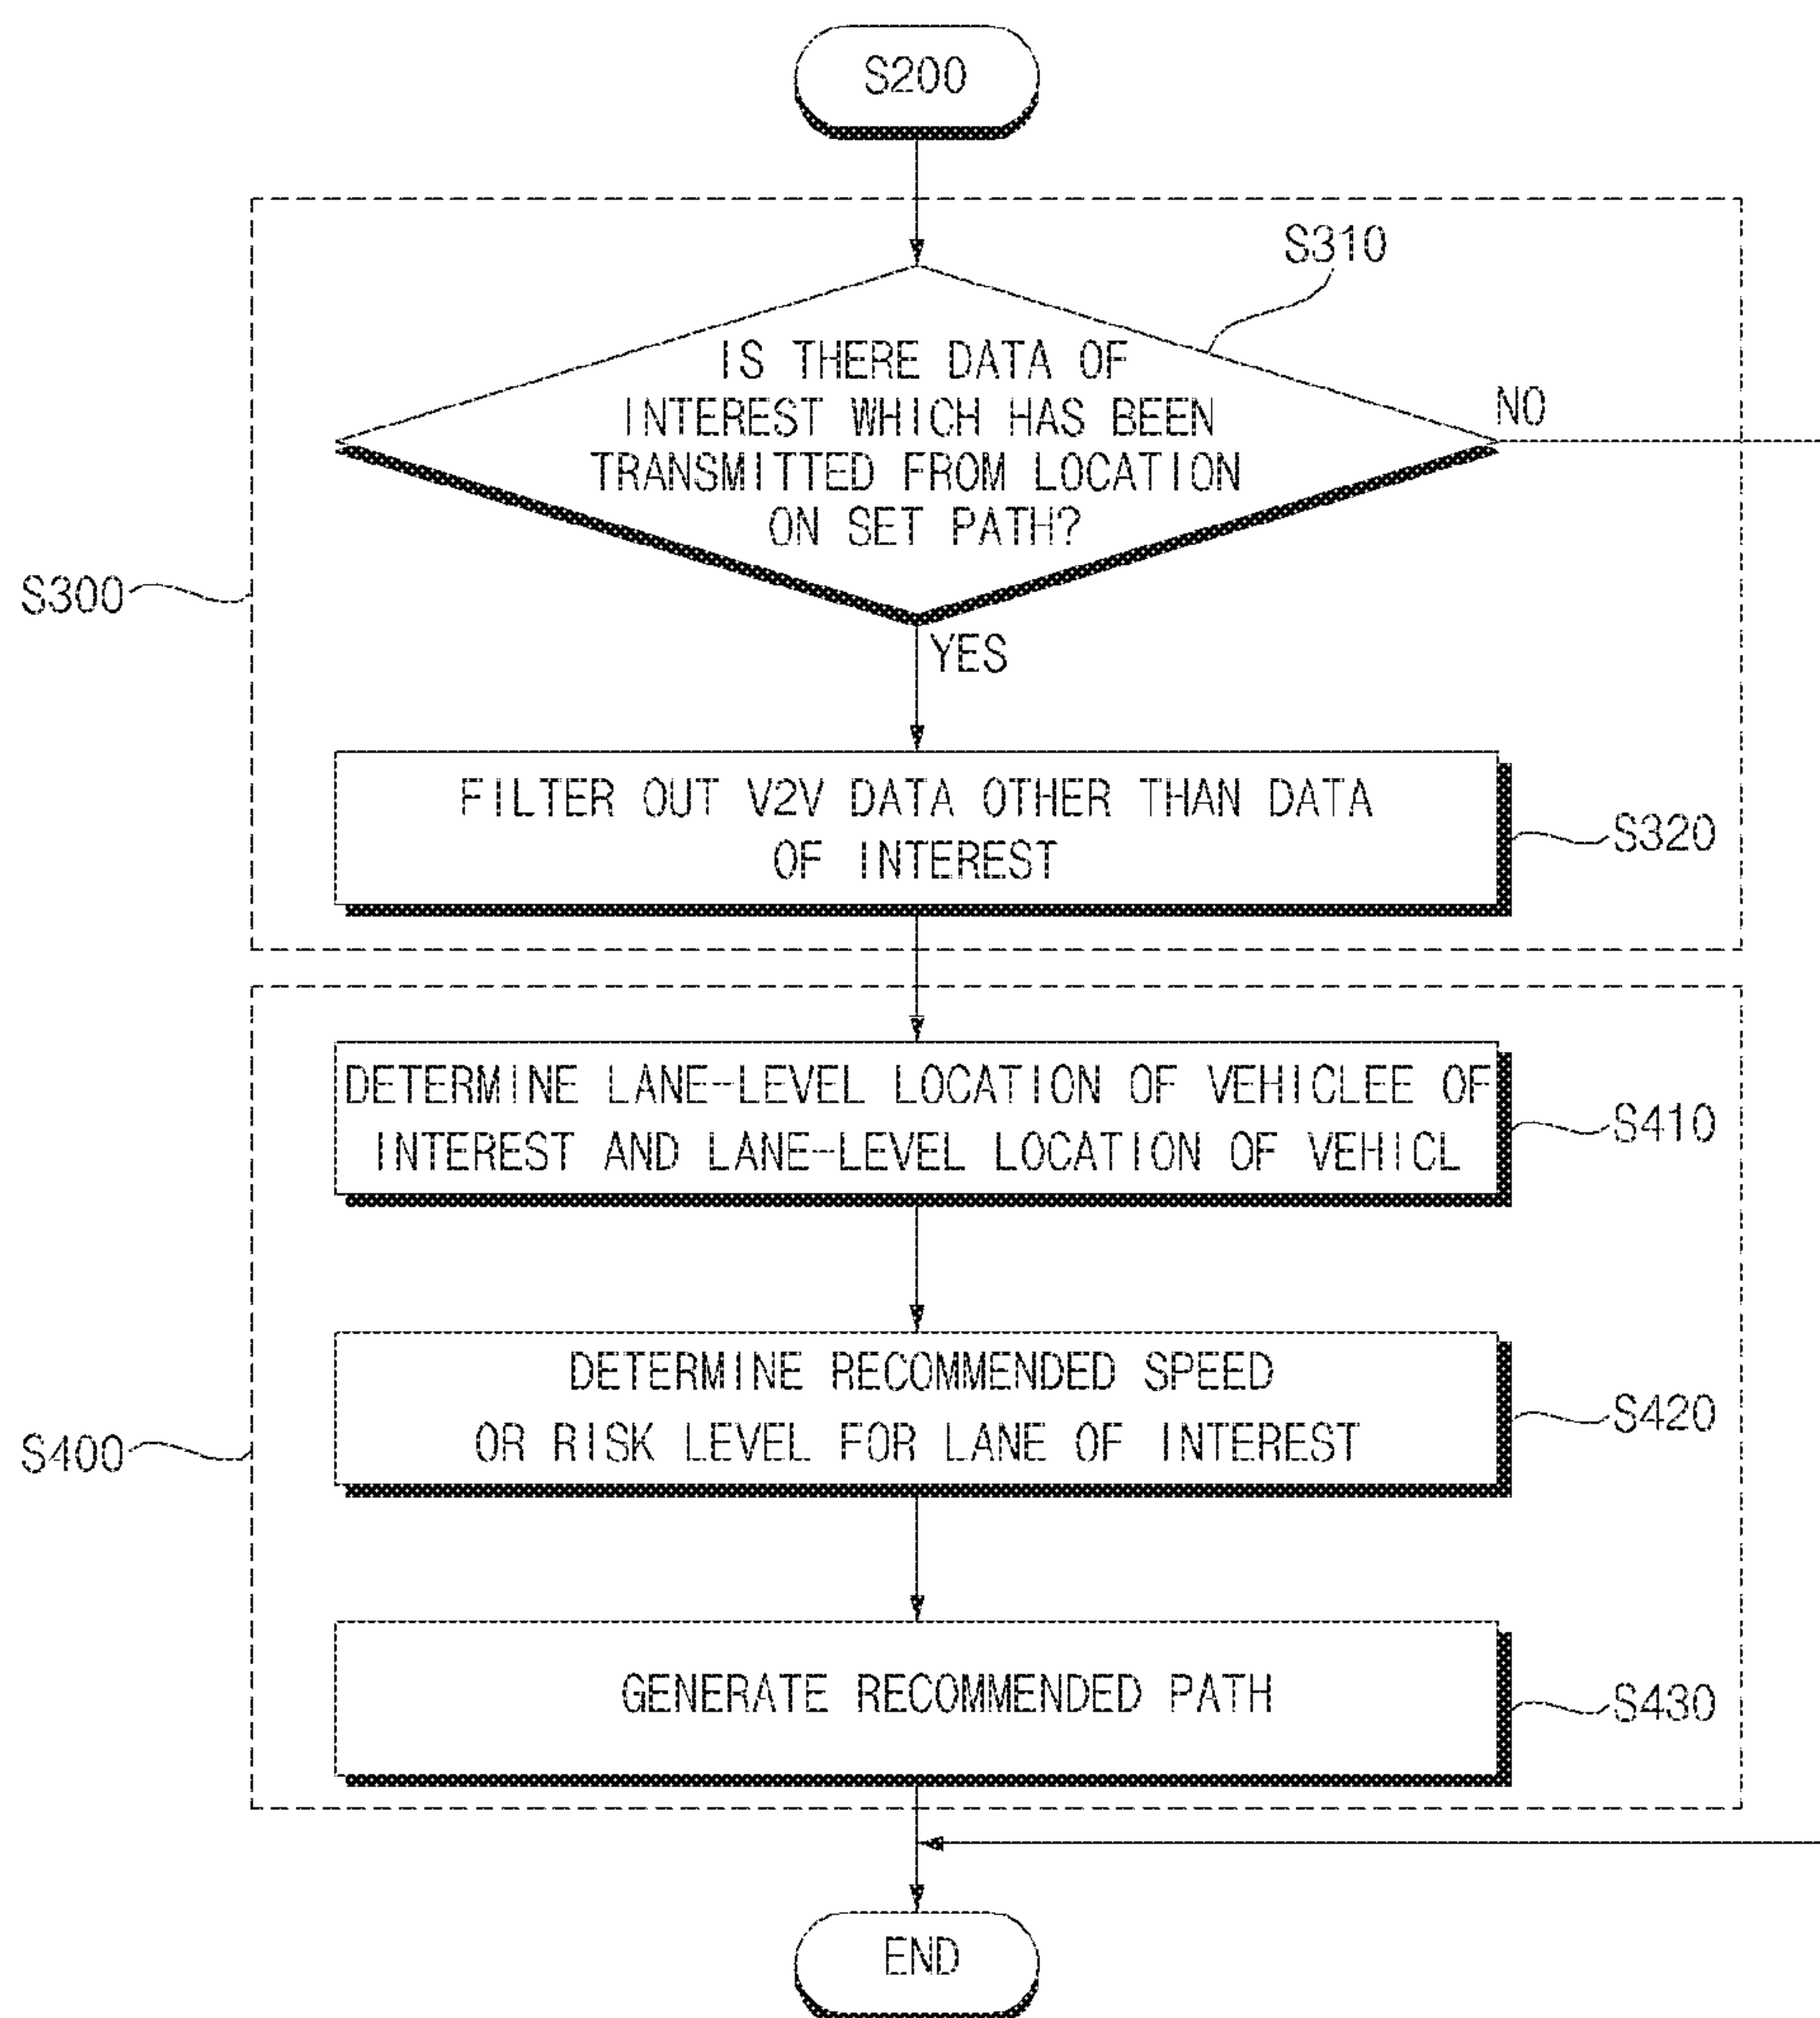 S200
S310
IS THERE DATA OF
INTEREST WHICH HAS BEEN
TRANSMITTED FROM LOCATION
ON SET PATH?
NO
S300
YES
FILTER OUT V2V DATA OTHER THAN DATA
OF INTEREST
S320
DETERMINE LANE-LEVEL LOCATION OF VEHICLEE OF
INTEREST AND LANE-LEVEL LOCATION OF VEHICL
S410
DETERMINE RECOMMENDED SPEED
OR RISK LEVEL FOR LANE OF INTEREST
S420
S400
GENERATE RECOMMENDED PATH
S430
END